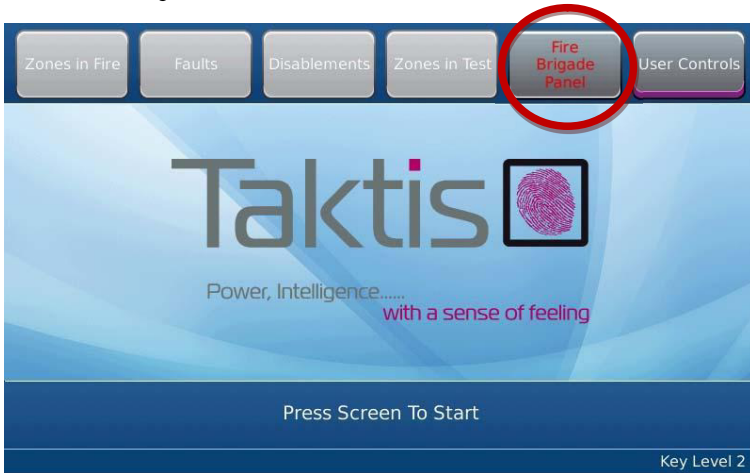 Zones in Fire
Faults
Disablements
Zones in Test
Fire
Brigade
Panel
User Controls
Taktis
Power, Intelligence......
with a sense of feeling
Press Screen To Start
Key Level 2